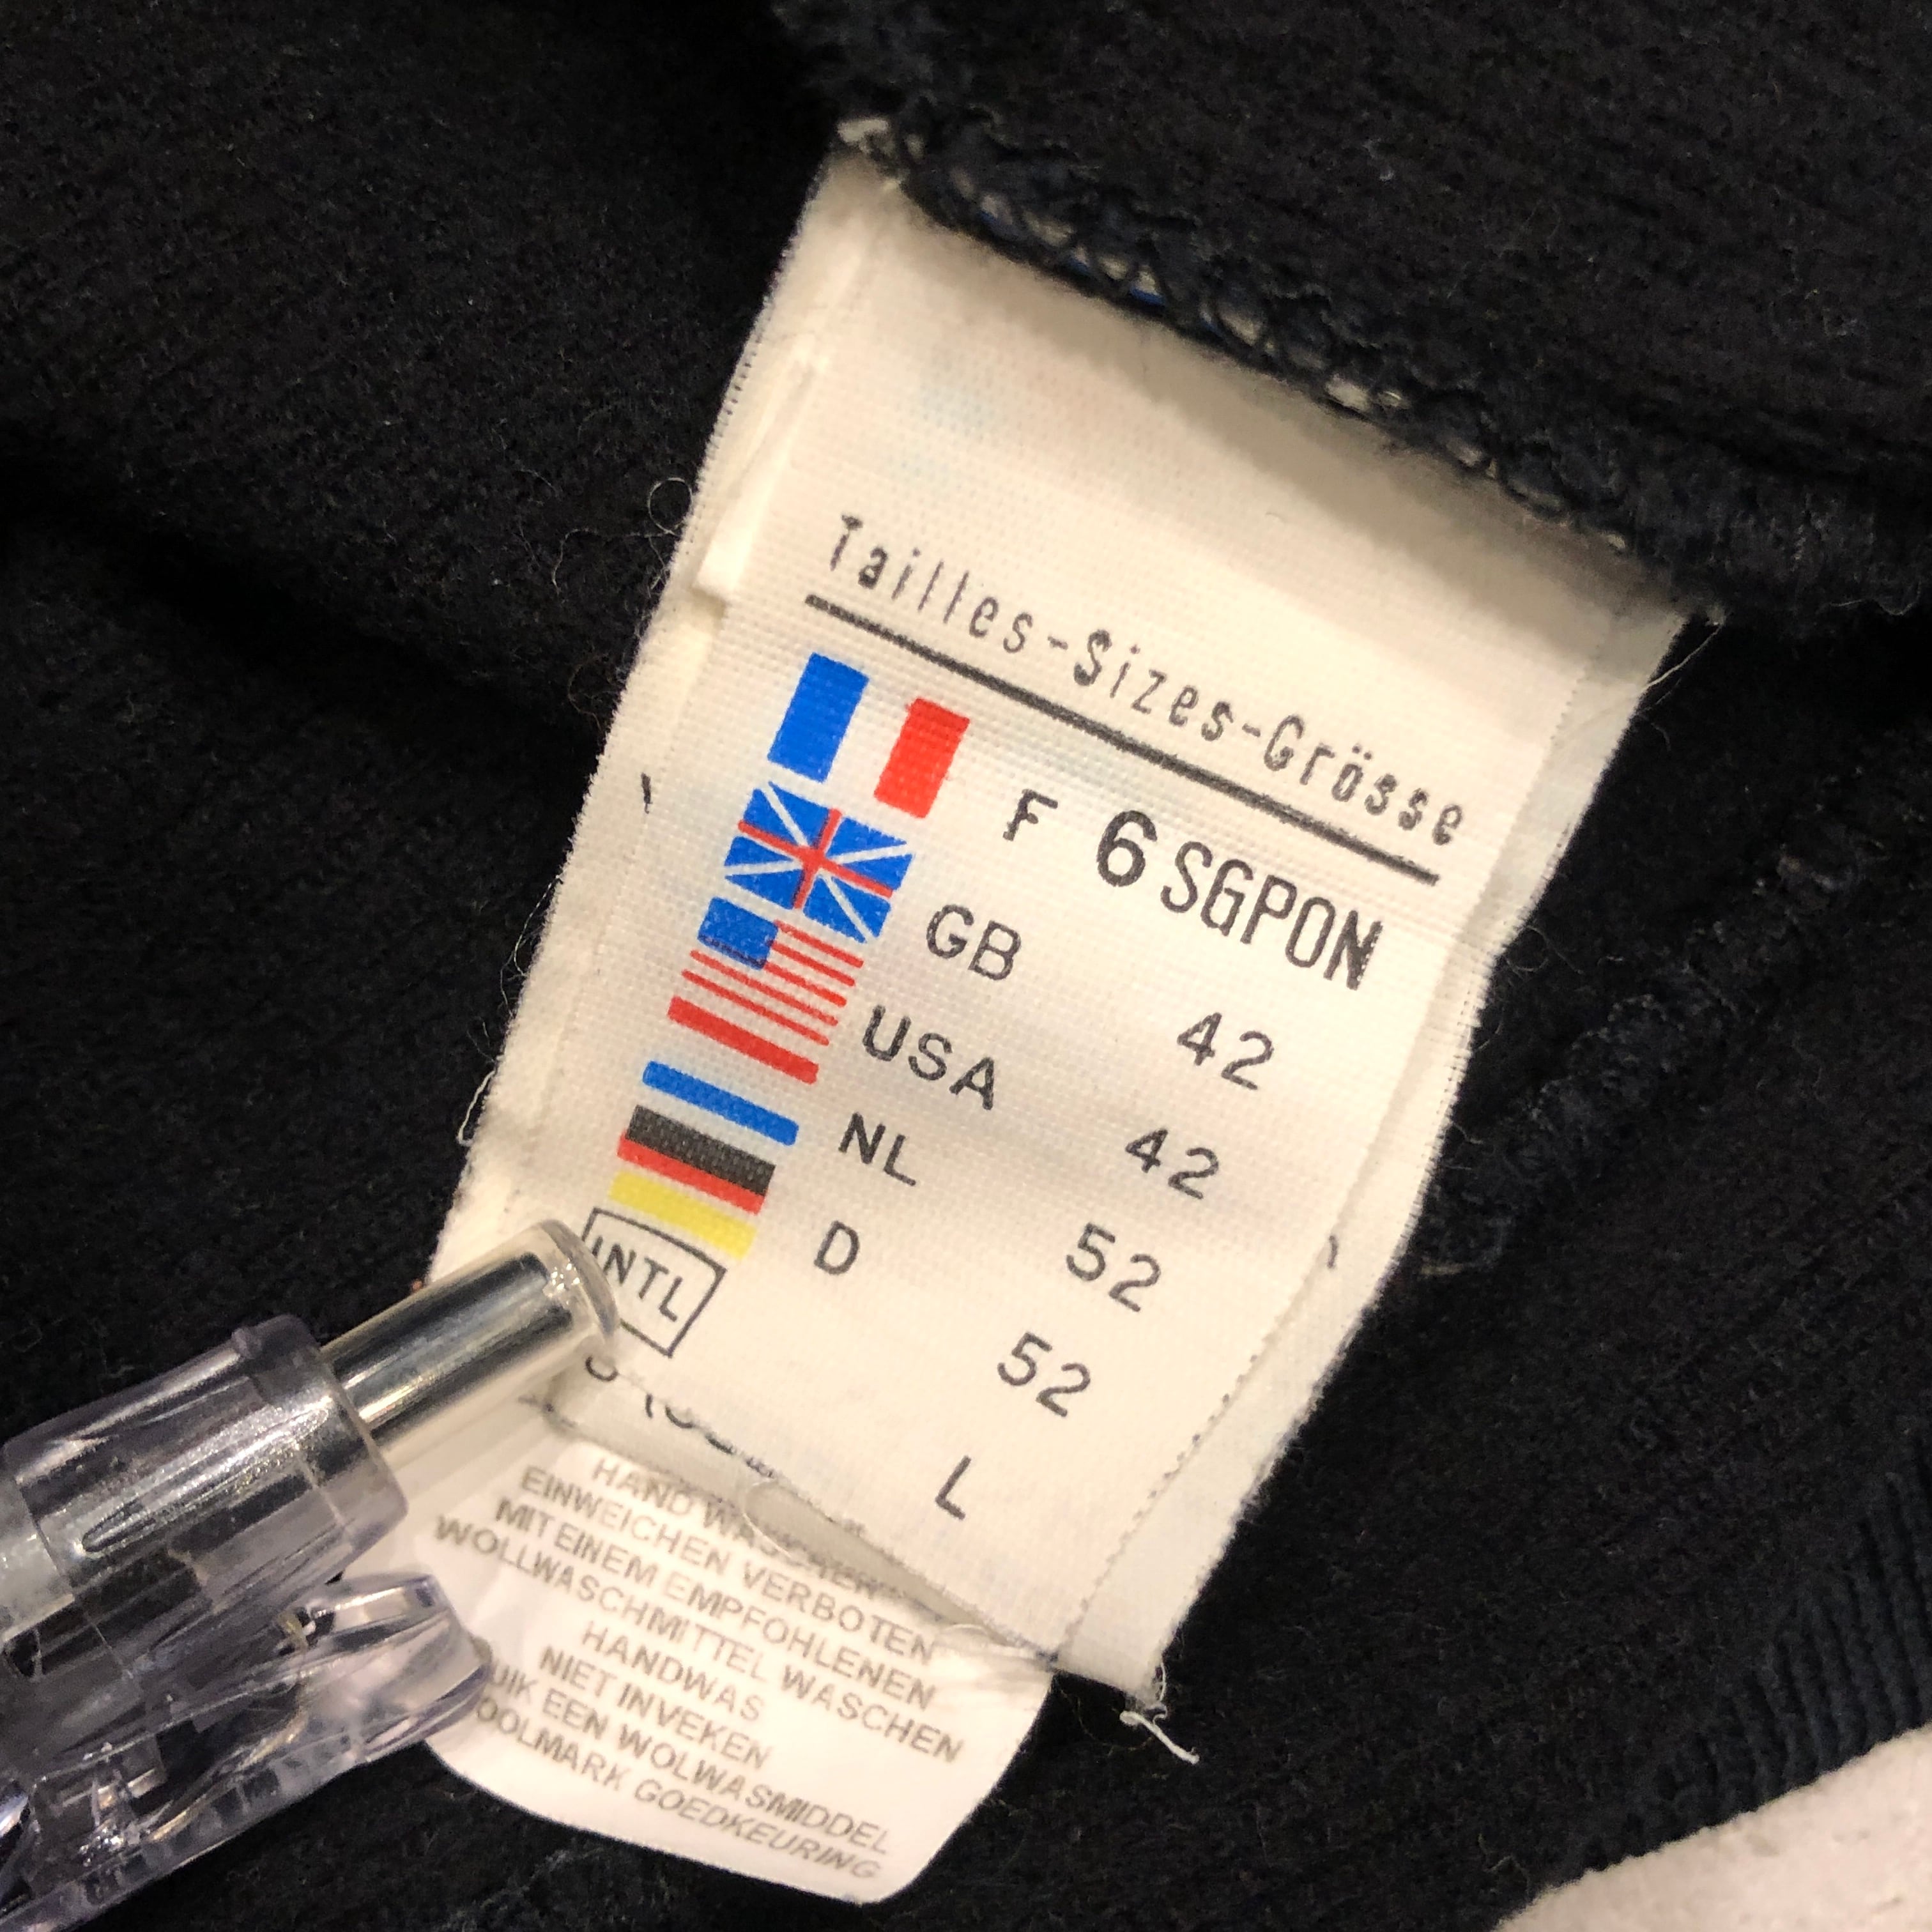 Tailles-Sizes-Grösse
F 6 SGPON
GB 42
USA 42
NL 52
D 52
INTL L
HAND WASCHEN
EINWEICHEN VERBOTEN
MIT EINEM EMPFOHLENEN
WOLLWASCHMITTEL WASCHEN
HANDWAS
NIET INVEKEN
EEN WOLWASMIDDEL
GOEDKEURING